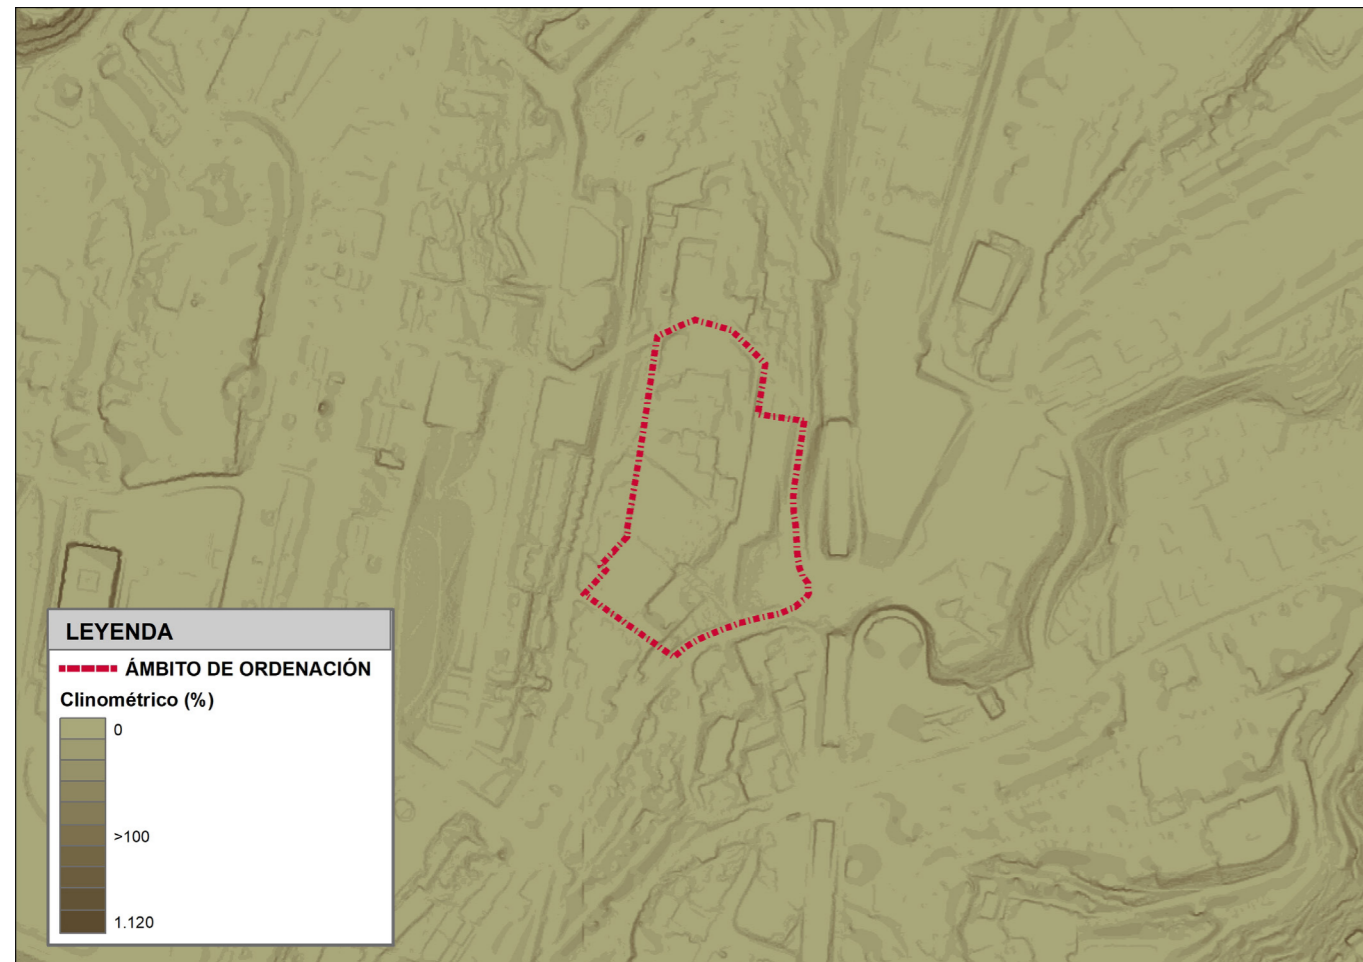 LEYENDA
ÁMBITO DE ORDENACIÓN
Clinométrico (%)
0
>100
1.120